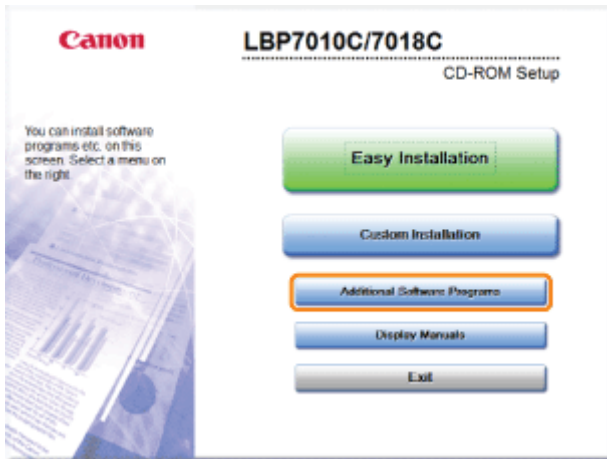 Canon
LBP7010C/7018C
CD-ROM Setup
You can install software
programs etc. on this
screen. Select a menu on
the right.
Easy Installation
Custom Installation
Additional Software Programs
Display Manuals
Exit